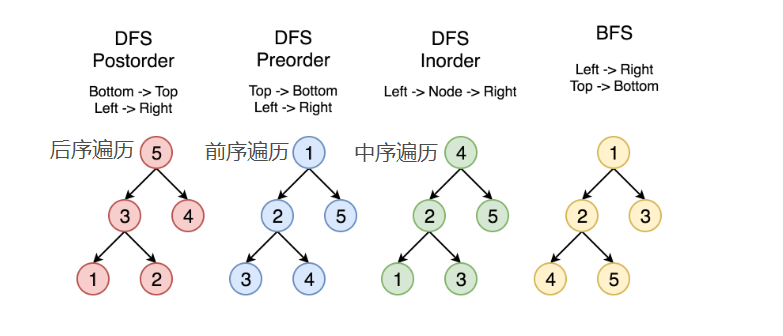 DFS
Postorder
Bottom -> Top
Left -> Right
DFS
Preorder
Top -> Bottom
Left -> Right
DFS
Inorder
Left -> Node -> Right
BFS
Left -> Right
Top -> Bottom
后序遍历
5
3
4
1
2
前序遍历
1
2
5
3
4
中序遍历
4
2
5
1
3
1
2
3
4
5